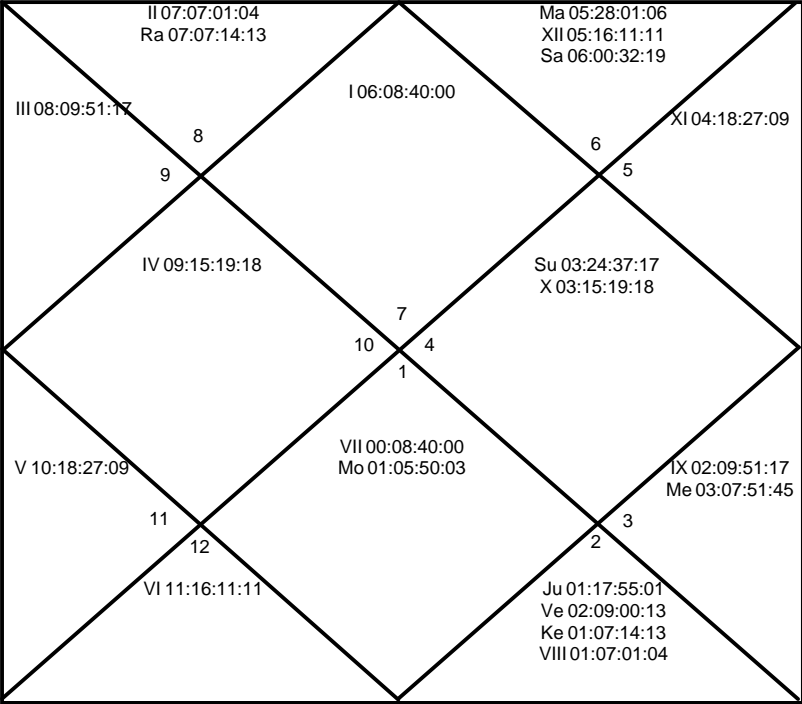 II 07:07:01:04
Ra 07:07:14:13
Ma 05:28:01:06
XII 05:16:11:11
Sa 06:00:32:19
I 06:08:40:00
III 08:09:51:17
XI 04:18:27:09
8
6
9
5
IV 09:15:19:18
Su 03:24:37:17
X 03:15:19:18
7
10
4
1
VII 00:08:40:00
Mo 01:05:50:03
V 10:18:27:09
IX 02:09:51:17
Me 03:07:51:45
11
3
12
2
VI 11:16:11:11
Ju 01:17:55:01
Ve 02:09:00:13
Ke 01:07:14:13
VIII 01:07:01:04